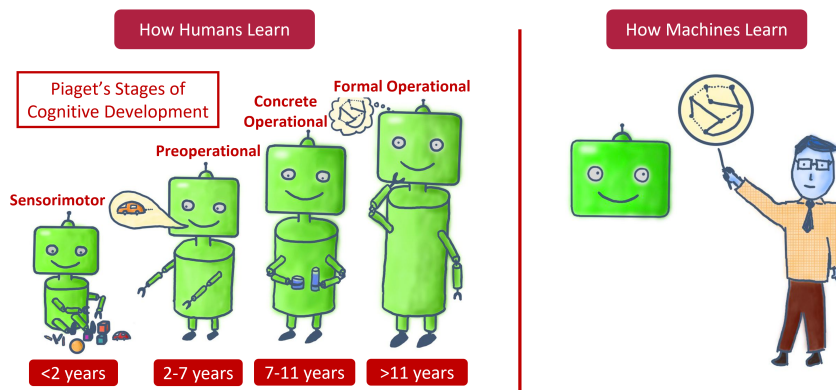 How Humans Learn
How Machines Learn
Piaget's Stages of
Cognitive Development
Sensorimotor
Preoperational
Concrete
Operational
Formal Operational
<2 years
2-7 years
7-11 years
>11 years